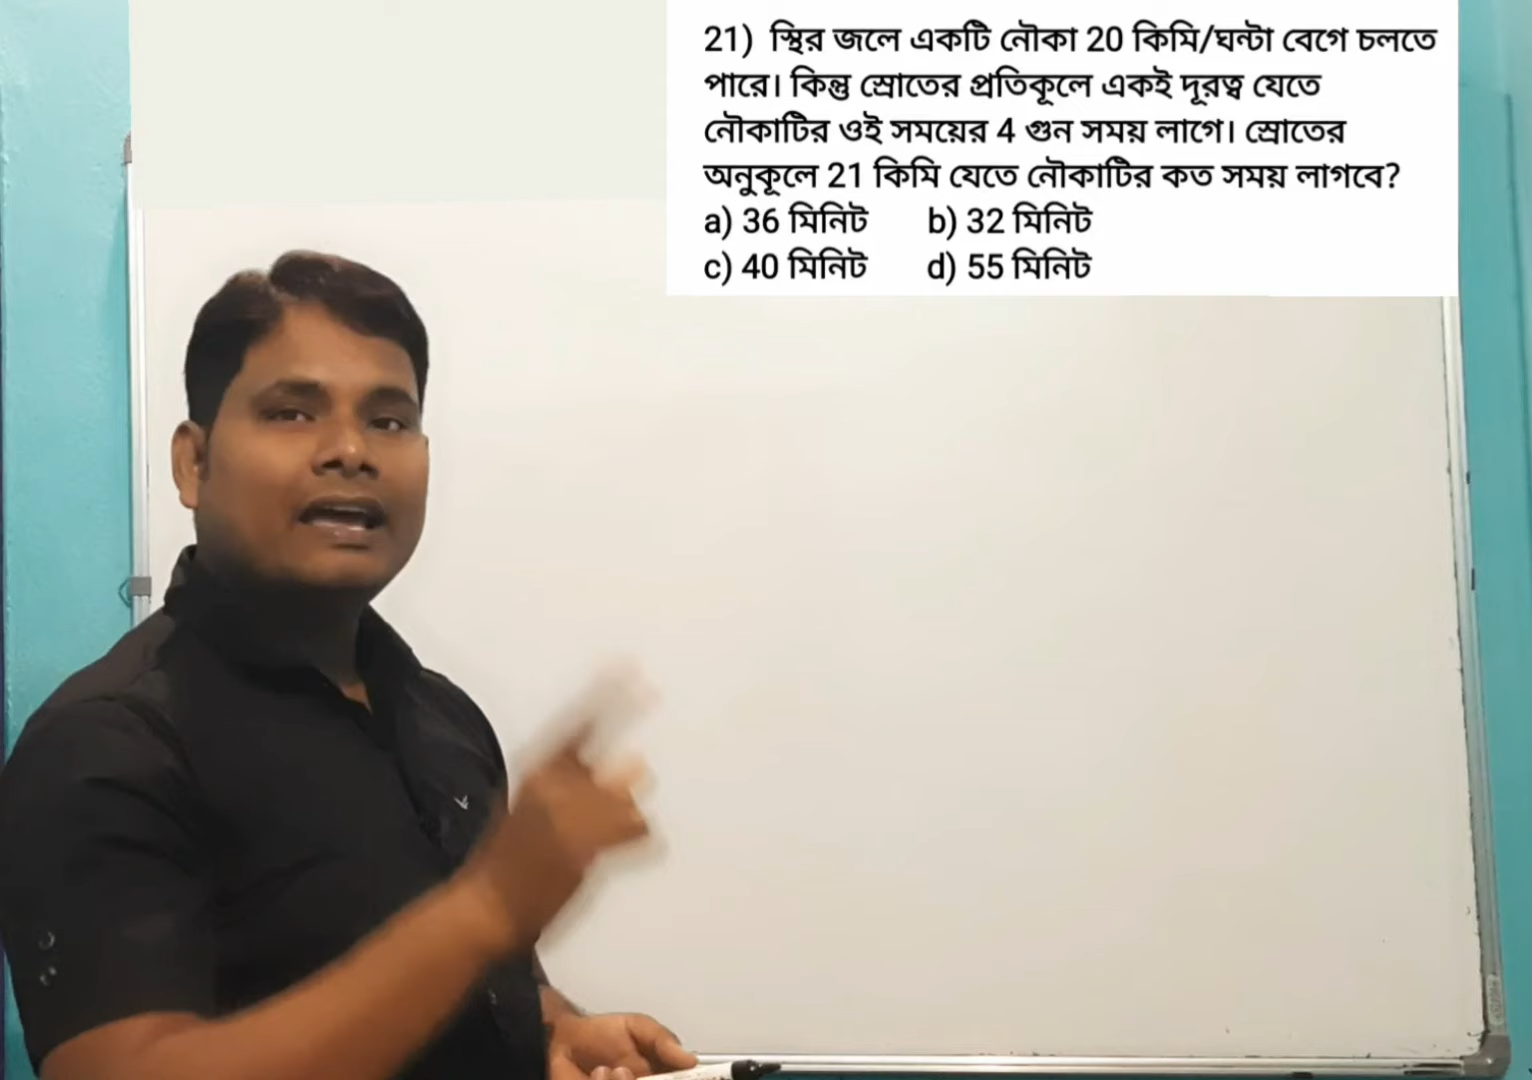 21) স্থির জলে একটি নৌকা 20 কিমি/ঘন্টা বেগে চলতে
পারে। কিন্তু স্রোতের প্রতিকূলে একই দূরত্ব যেতে
নৌকাটির ওই সময়ের 4 গুন সময় লাগে। স্রোতের
অনুকূলে 21 কিমি যেতে নৌকাটির কত সময় লাগবে?
a) 36 মিনিট b) 32 মিনিট
c) 40 মিনিট d) 55 মিনিট